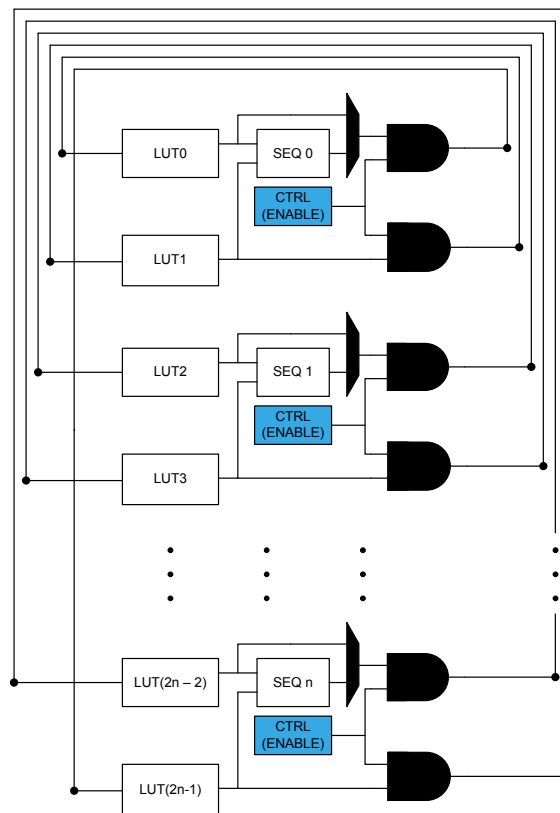 LUT0
SEQ 0
CTRL
(ENABLE)
LUT1
LUT2
SEQ 1
CTRL
(ENABLE)
LUT3
LUT(2n – 2)
SEQ n
CTRL
(ENABLE)
LUT(2n-1)